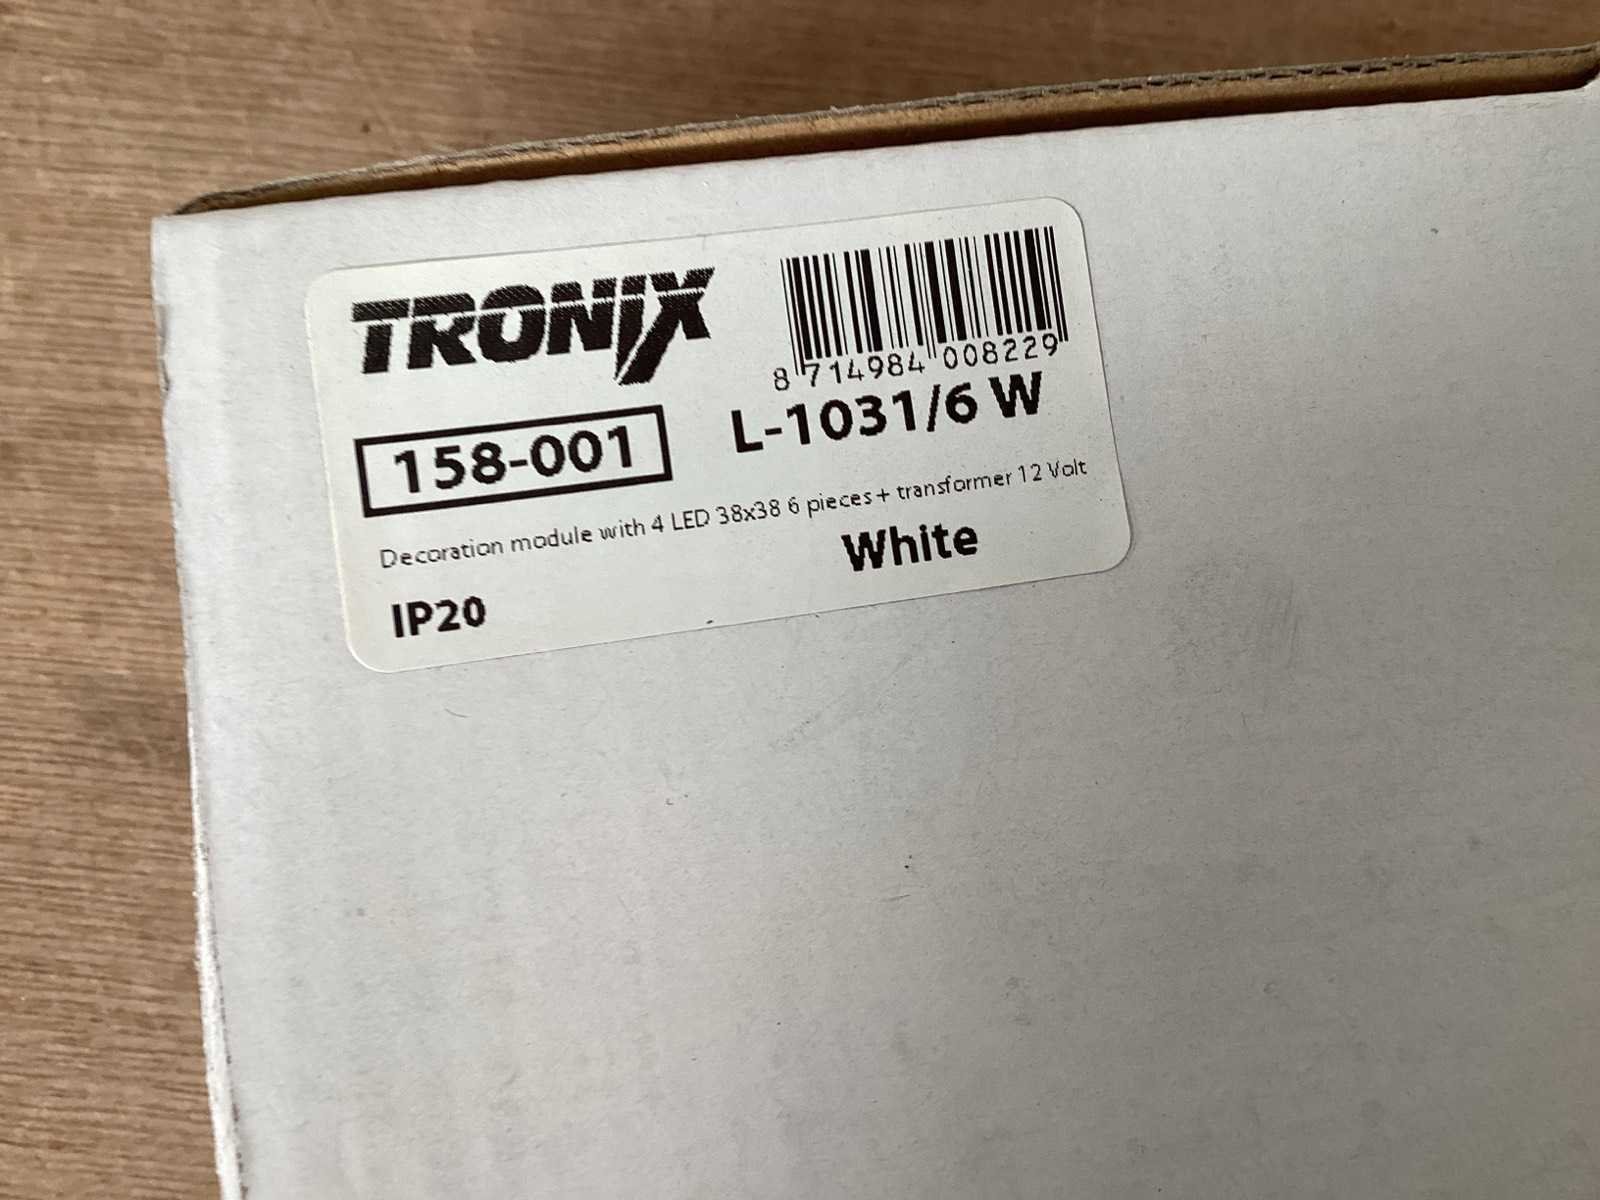 TRONIX
8 714984 008229
158-001
L-1031/6 W
Decoration module with 4 LED 38x38 6 pieces + transformer 12 Volt
White
IP20